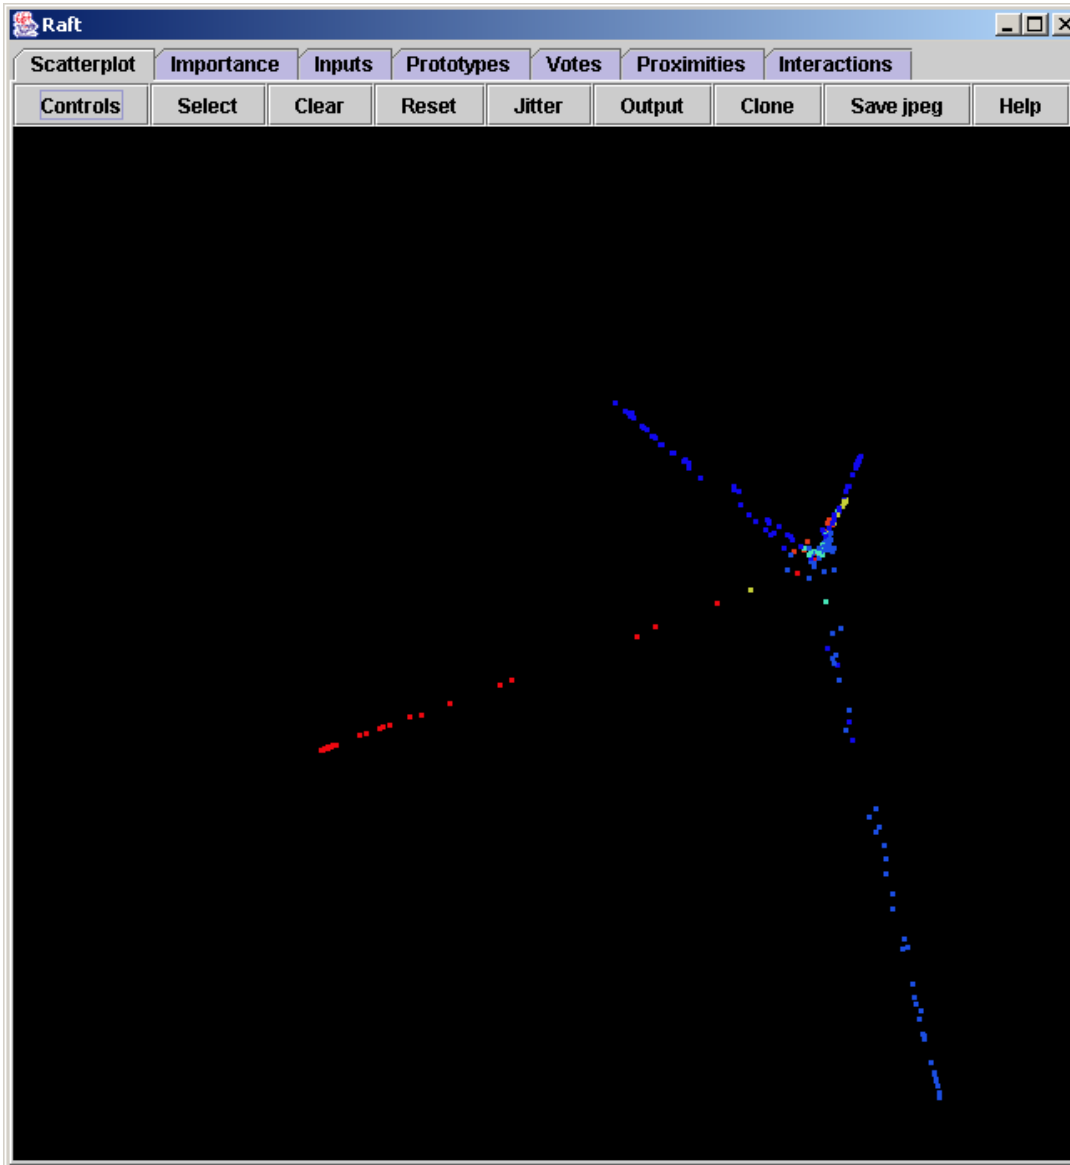 Raft
Scatterplot Importance Inputs Prototypes Votes Proximities Interactions
Controls Select Clear Reset Jitter Output Clone Save jpeg Help